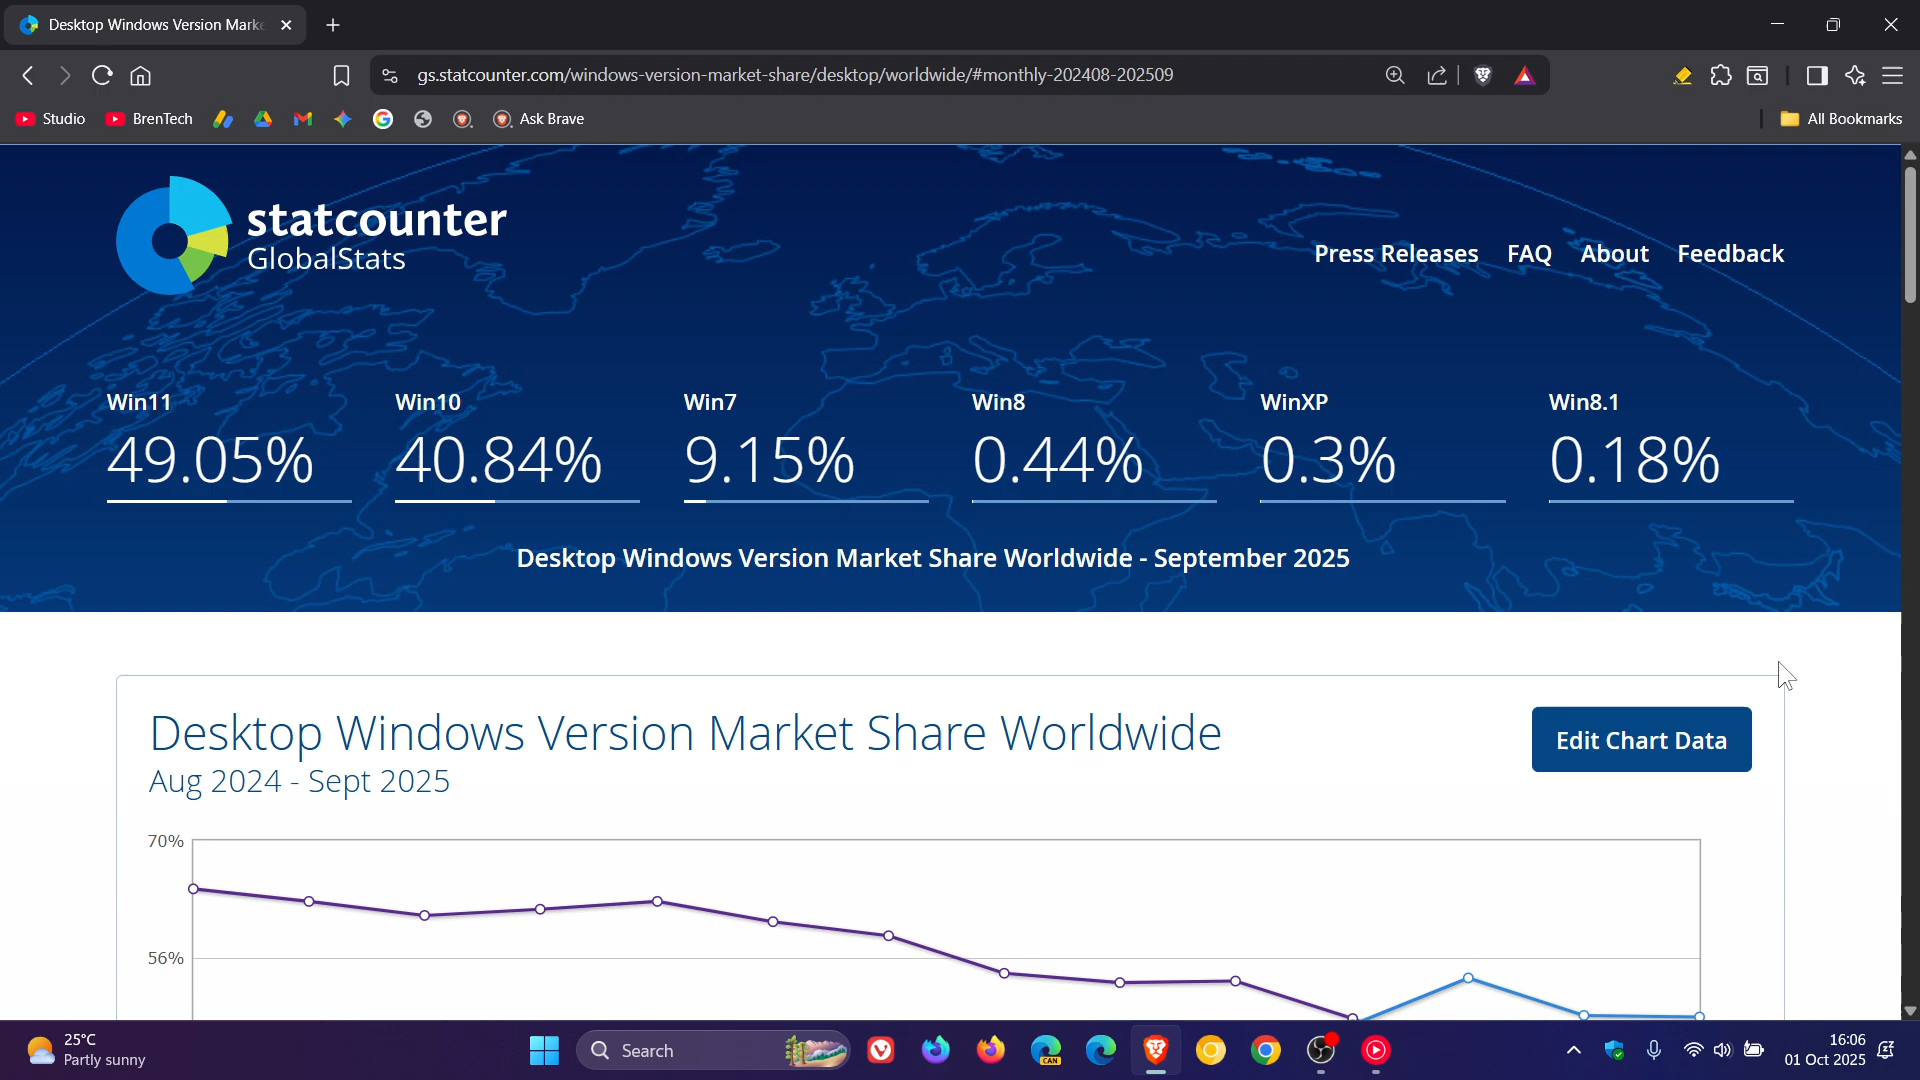 Desktop Windows Version Marke
gs.statcounter.com/windows-version-market-share/desktop/worldwide/#monthly-202408-202509
Studio
BrenTech
Ask Brave
All Bookmarks
statcounter
GlobalStats
Press Releases FAQ About Feedback
Win11 Win10 Win7 Win8 WinXP Win8.1
49.05% 40.84% 9.15% 0.44% 0.3% 0.18%
Desktop Windows Version Market Share Worldwide - September 2025
Desktop Windows Version Market Share Worldwide
Edit Chart Data
Aug 2024 - Sept 2025
70%
56%
25°C
Partly sunny
Search
CAN
16:06
01 Oct 2025